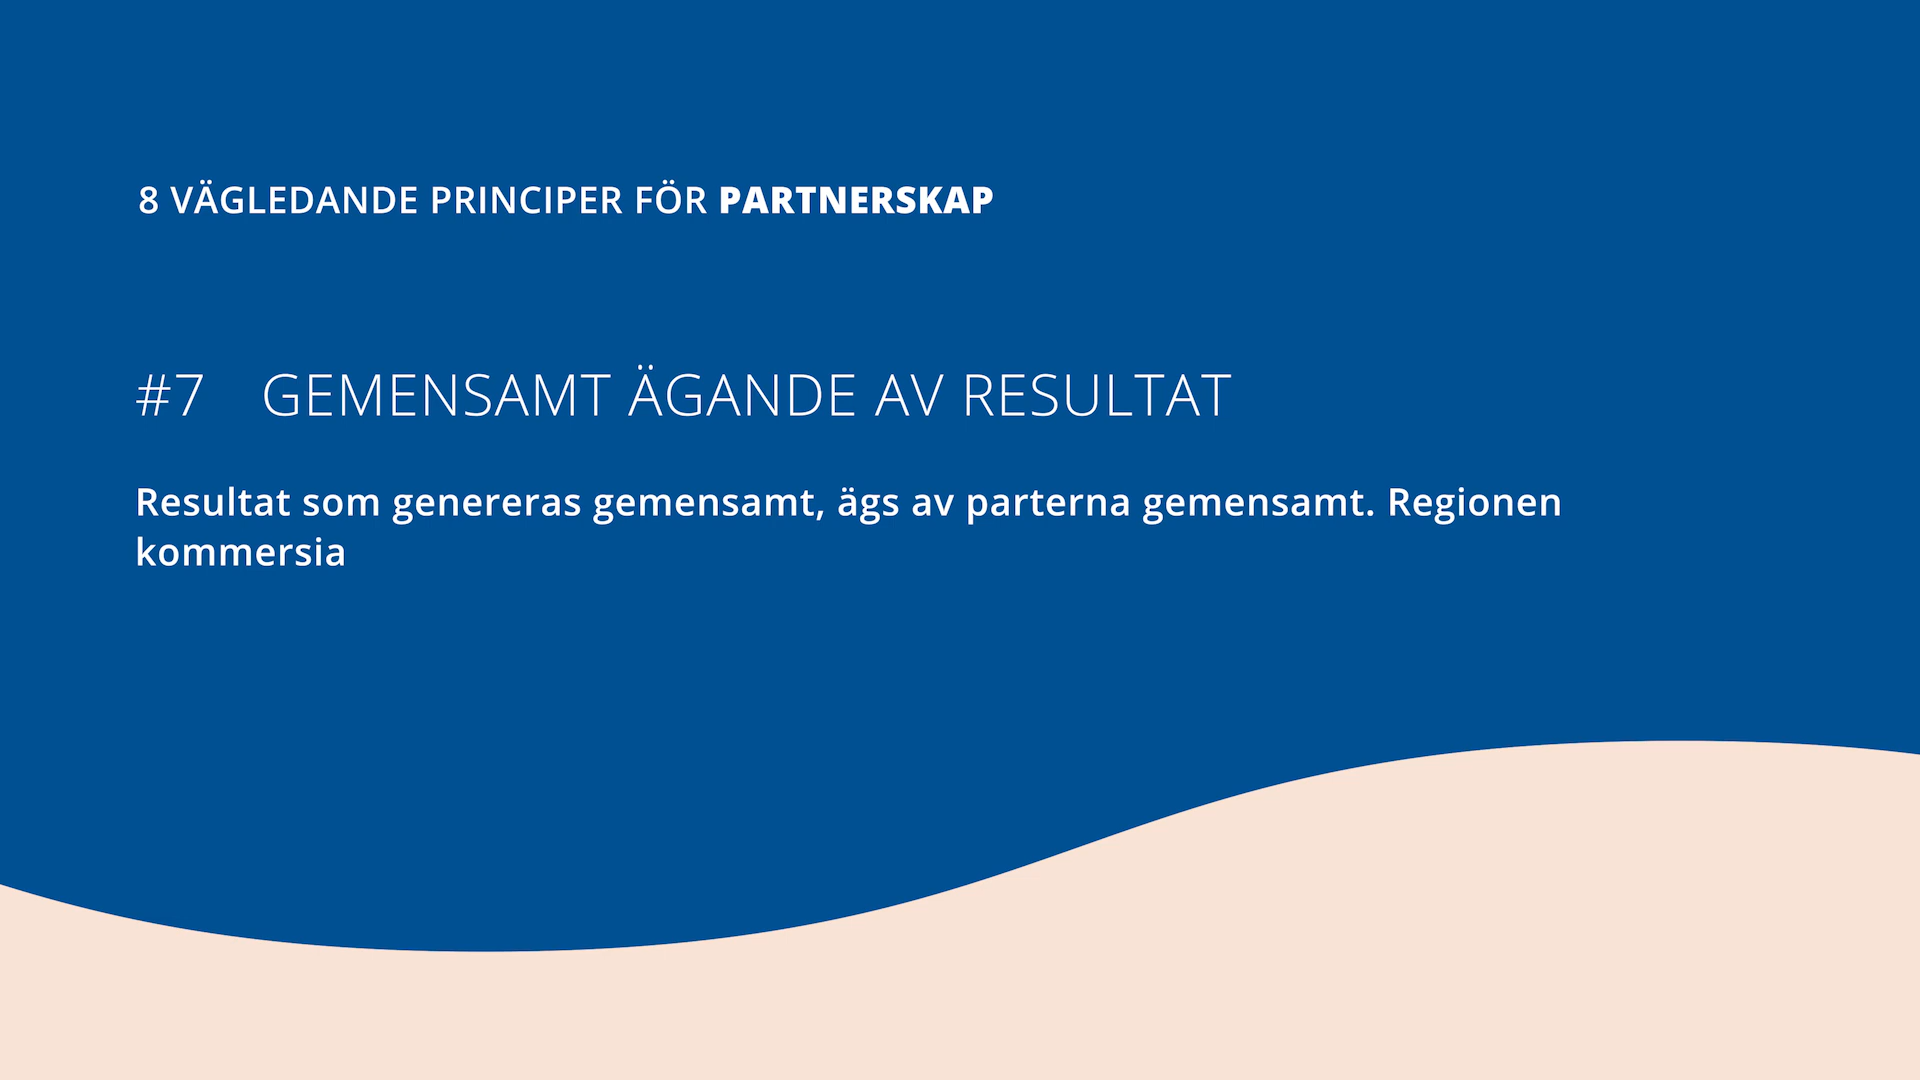 8 VÄGLEDANDE PRINCIPER FÖR PARTNERSKAP
#7 GEMENSAMT ÄGANDE AV RESULTAT
Resultat som genereras gemensamt, ägs av parterna gemensamt. Regionen
kommersia